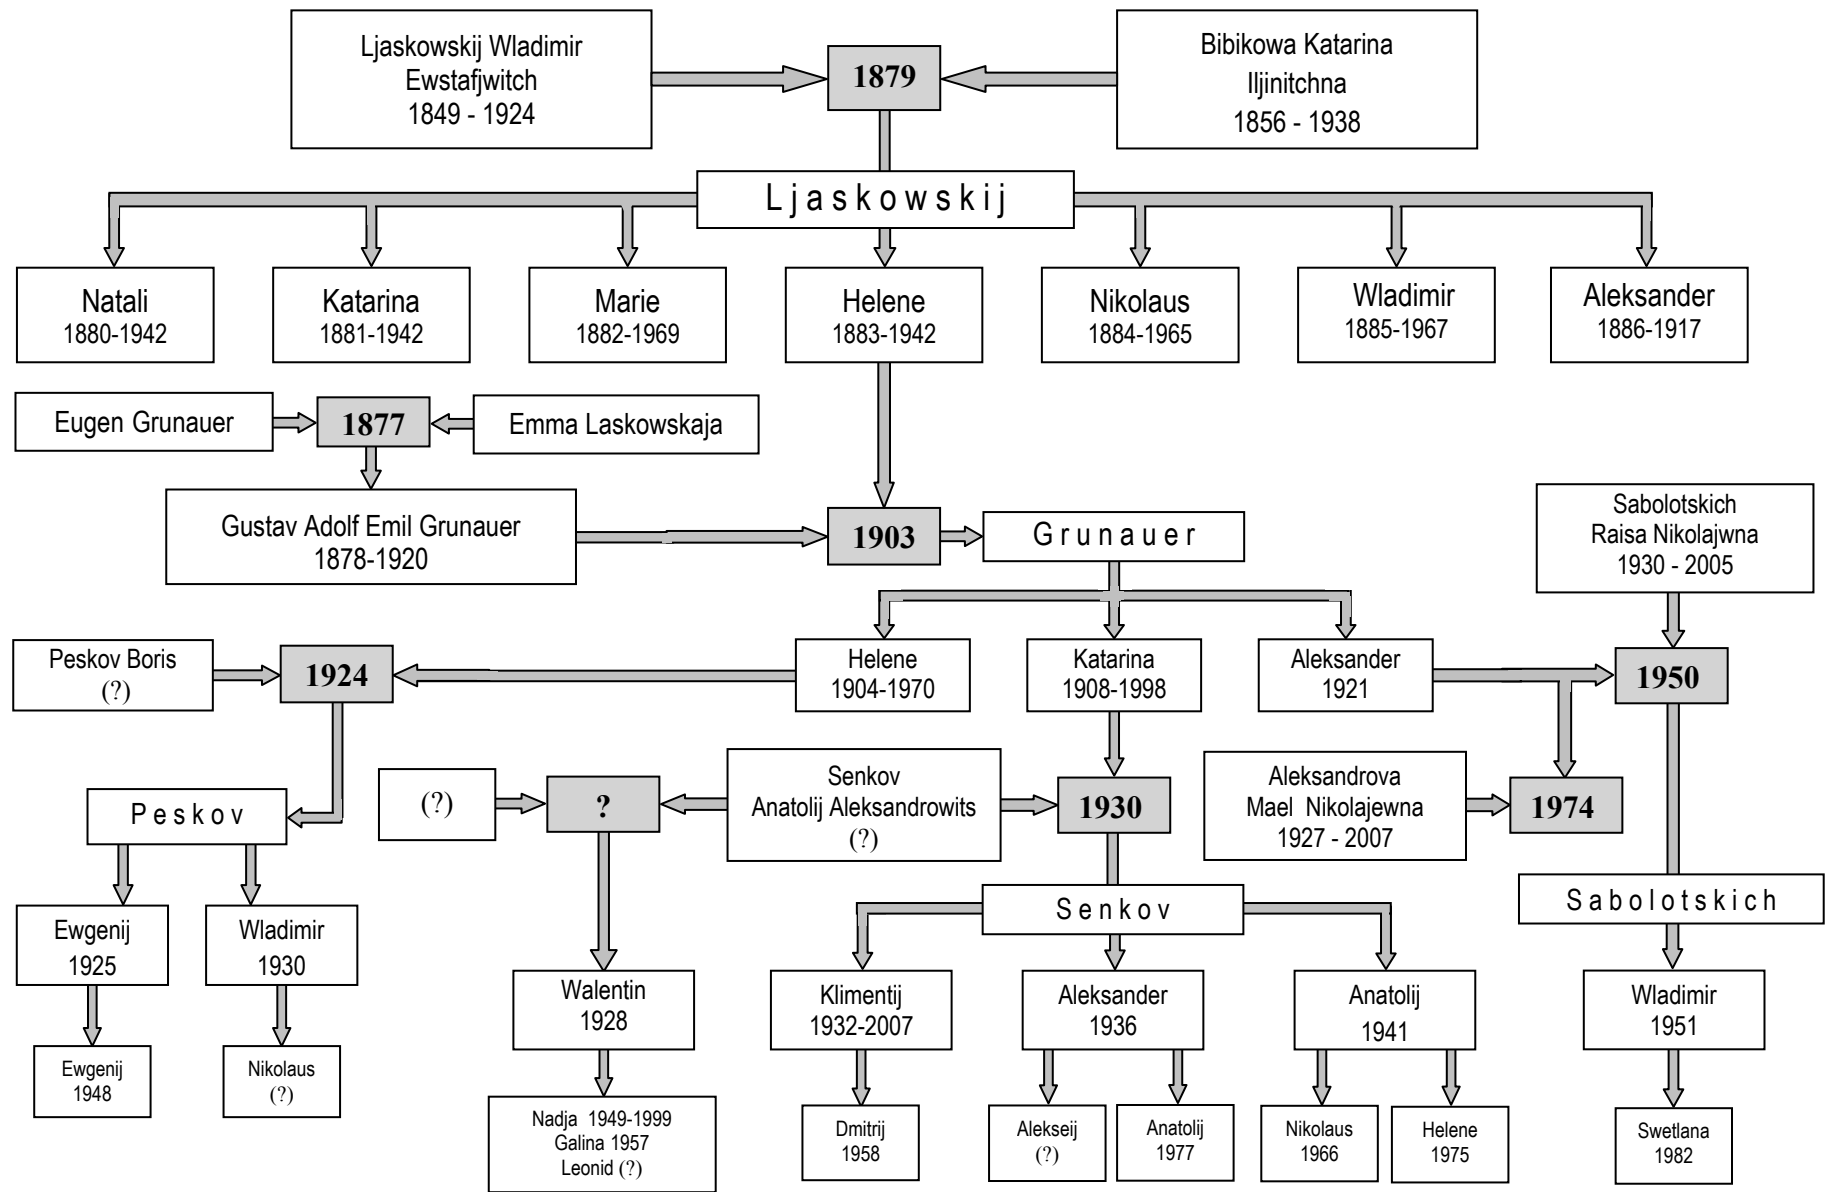 Ljaskowskij Wladimir
Ewstafjwitch
1849 - 1924
1879
Bibikowa Katarina
Iljinitchna
1856 - 1938
Ljaskowskij
Natali
1880-1942
Katarina
1881-1942
Marie
1882-1969
Helene
1883-1942
Nikolaus
1884-1965
Wladimir
1885-1967
Aleksander
1886-1917
Eugen Grunauer
1877
Emma Laskowskaja
Gustav Adolf Emil Grunauer
1878-1920
1903
Grunauer
Sabolotskich
Raisa Nikolajwna
1930 - 2005
Peskov Boris
(?)
1924
Helene
1904-1970
Katarina
1908-1998
Aleksander
1921
1950
(?)
?
Senkov
Anatolij Aleksandrowits
(?)
1930
Aleksandrova
Mael Nikolajewna
1927 - 2007
1974
Peskov
Senkov
Sabolotskich
Ewgenij
1925
Wladimir
1930
Walentin
1928
Klimentij
1932-2007
Aleksander
1936
Anatolij
1941
Wladimir
1951
Ewgenij
1948
Nikolaus
(?)
Nadja 1949-1999
Galina 1957
Leonid (?)
Dmitrij
1958
Alekseij
(?)
Anatolij
1977
Nikolaus
1966
Helene
1975
Swetlana
1982